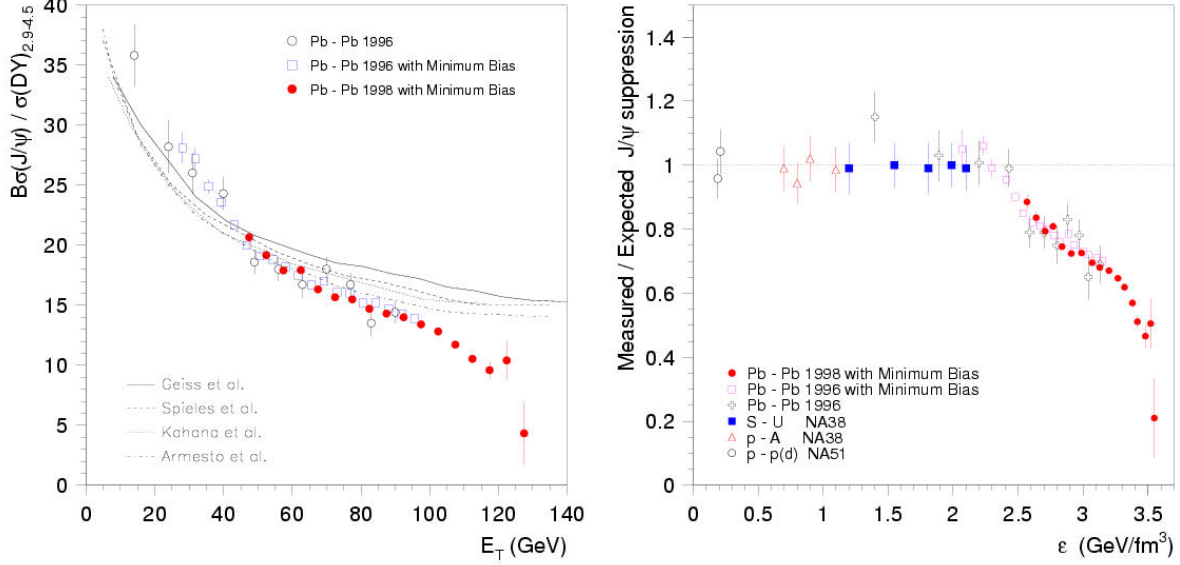 Bσ(J/ψ) / σ(DY)2.9-4.5
40
35
30
25
20
15
10
5
0
Pb - Pb 1996
Pb - Pb 1996 with Minimum Bias
Pb - Pb 1998 with Minimum Bias
Geiss et al.
Spieles et al.
Kahana et al.
Armesto et al.
0 20 40 60 80 100 120 140
E_T (GeV)
Measured / Expected J/ψ suppression
1.4
1.2
1
0.8
0.6
0.4
0.2
0
Pb - Pb 1998 with Minimum Bias
Pb - Pb 1996 with Minimum Bias
Pb - Pb 1996
S - U NA38
p - A NA38
p - p(d) NA51
0 0.5 1 1.5 2 2.5 3 3.5
ε (GeV/fm³)